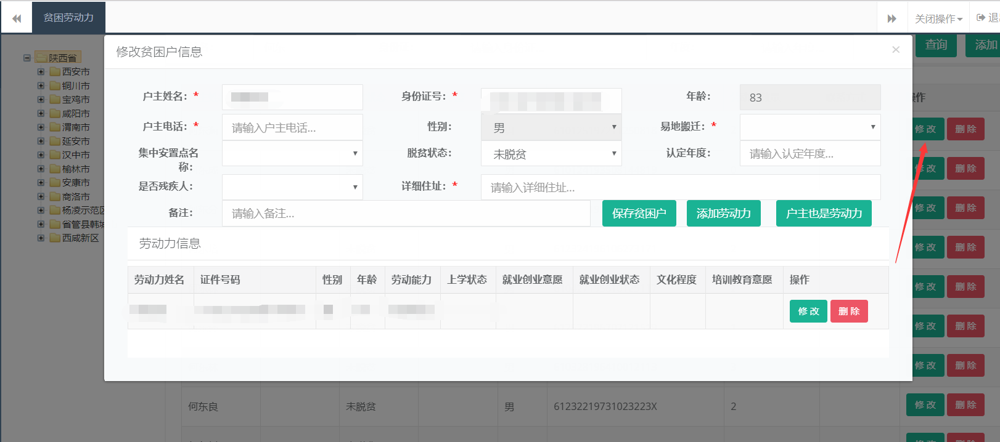 贫困劳动力
关闭操作
修改贫困户信息
×
查询
添加
陕西省
西安市
铜川市
宝鸡市
咸阳市
渭南市
延安市
汉中市
榆林市
安康市
商洛市
杨凌示范区
省管县韩城
西咸新区
户主姓名： *
身份证号： *
年龄： 83
户主电话： * 请输入户主电话...
性别： 男
易地搬迁： *
集中安置点名
称：
脱贫状态： 未脱贫
认定年度： 请输入认定年度...
是否残疾人：
详细住址： * 请输入详细住址...
备注： 请输入备注...
保存贫困户 添加劳动力 户主也是劳动力
劳动力信息
劳动力姓名 证件号码 性别 年龄 劳动能力 上学状态 就业创业意愿 就业创业状态 文化程度 培训教育意愿 操作
修改 删除
操作
修改 删除
修改 删除
修改 删除
修改 删除
修改 删除
修改 删除
修改 删除
何东良 未脱贫 男 61232219731023223X 2 修改 删除